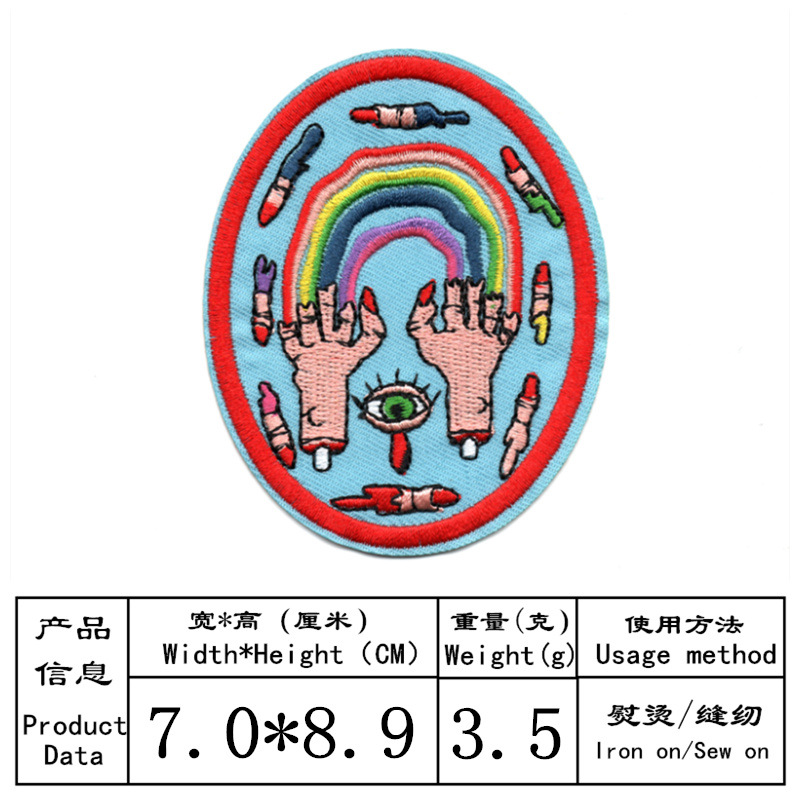 产品
信息
Product
Data
宽*高 (厘米)
Width*Height (CM)
7.0*8.9
重量(克)
Weight(g)
3.5
使用方法
Usage method
熨烫/缝纫
Iron on/Sew on